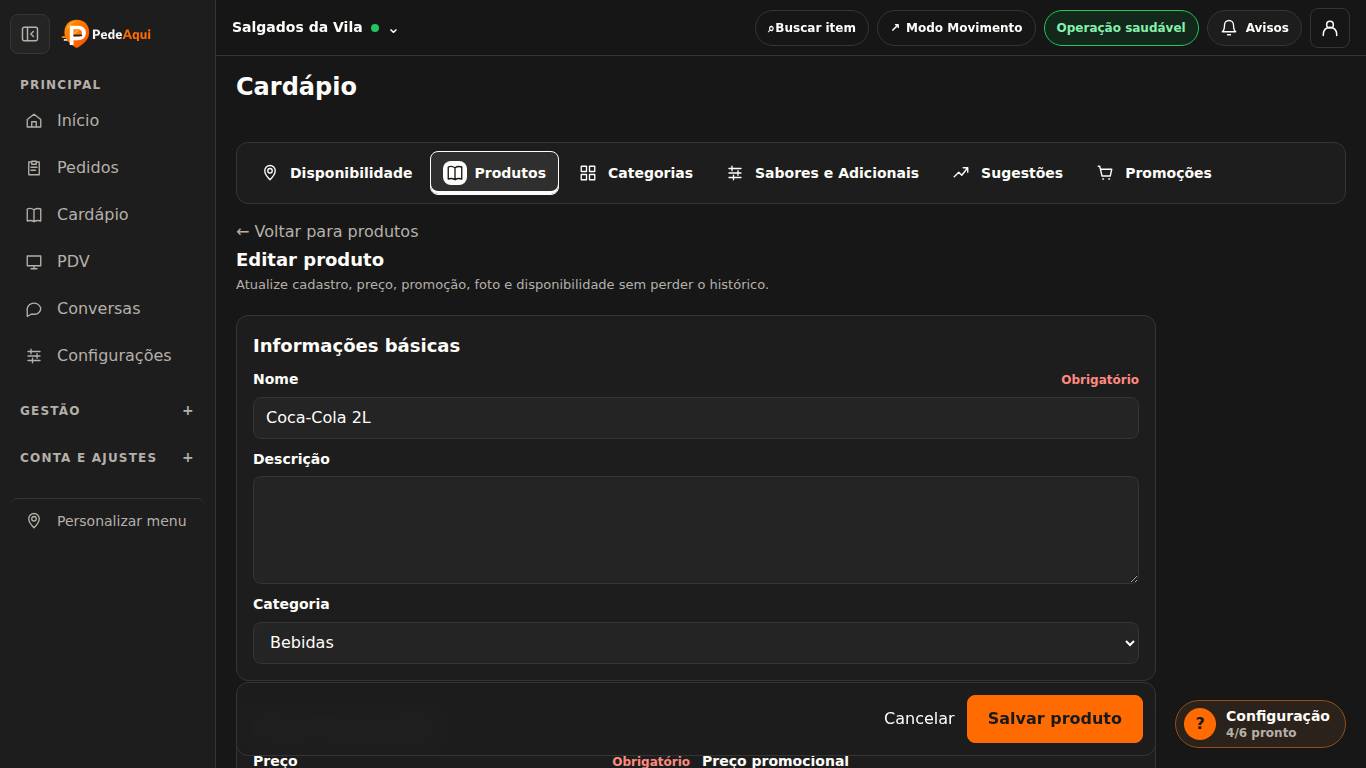 PedeAqui
PRINCIPAL
Início
Pedidos
Cardápio
PDV
Conversas
Configurações
GESTÃO +
CONTA E AJUSTES +
Personalizar menu
Salgados da Vila
Buscar item
↗ Modo Movimento
Operação saudável
Avisos
Cardápio
Disponibilidade
Produtos
Categorias
Sabores e Adicionais
Sugestões
Promoções
← Voltar para produtos
Editar produto
Atualize cadastro, preço, promoção, foto e disponibilidade sem perder o histórico.
Informações básicas
Nome Obrigatório
Coca-Cola 2L
Descrição
Categoria
Bebidas
Cancelar Salvar produto
Preço Obrigatório Preço promocional
? Configuração
4/6 pronto